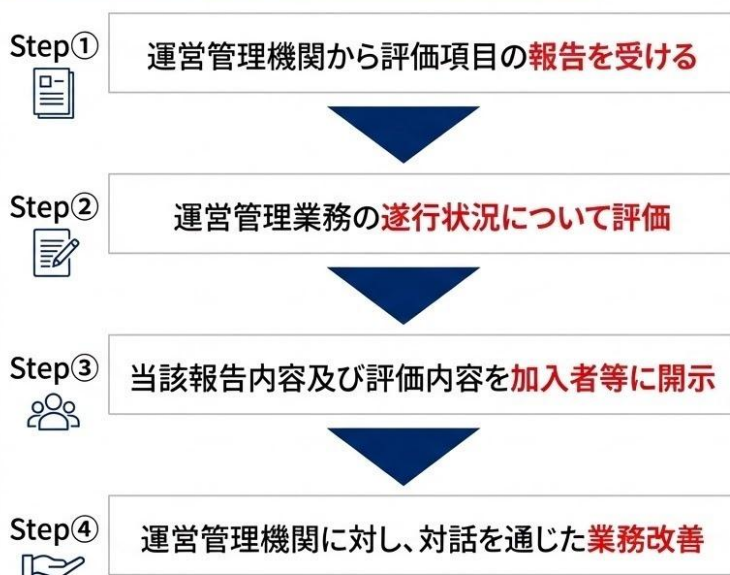 Step①
運営管理機関から評価項目の報告を受ける
Step②
運営管理業務の遂行状況について評価
Step③
当該報告内容及び評価内容を加入者等に開示
Step④
運営管理機関に対し、対話を通じた業務改善